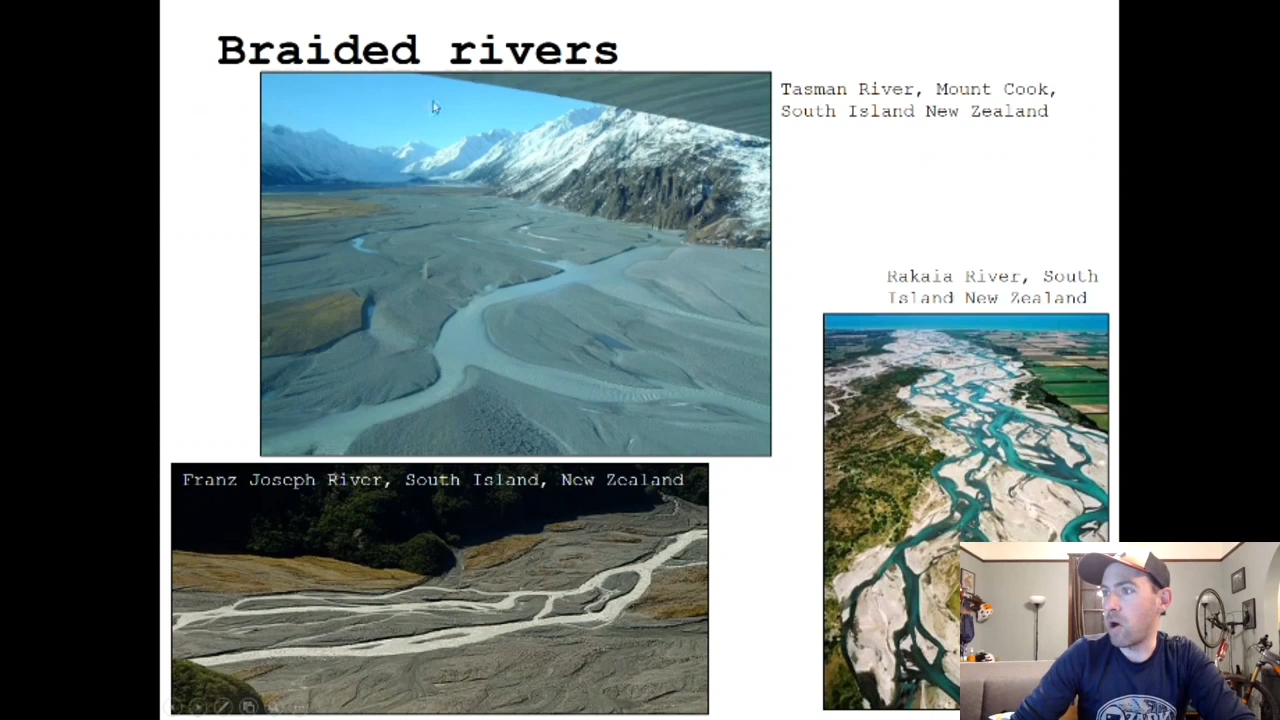 Braided rivers
Tasman River, Mount Cook,
South Island New Zealand
Rakaia River, South
Island New Zealand
Franz Joseph River, South Island, New Zealand